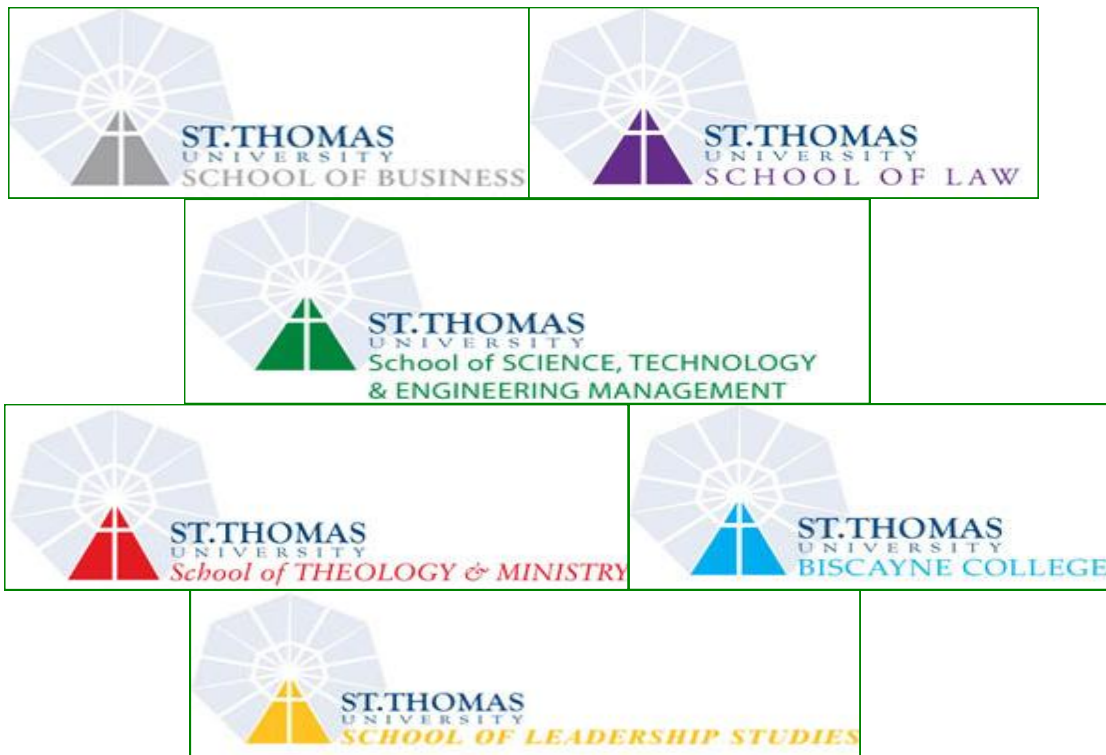 ST.THOMAS
UNIVERSITY
SCHOOL OF BUSINESS
ST.THOMAS
UNIVERSITY
SCHOOL OF LAW
ST.THOMAS
UNIVERSITY
School of SCIENCE, TECHNOLOGY
& ENGINEERING MANAGEMENT
ST.THOMAS
UNIVERSITY
School of THEOLOGY & MINISTRY
ST.THOMAS
UNIVERSITY
BISCAYNE COLLEGE
ST.THOMAS
UNIVERSITY
SCHOOL OF LEADERSHIP STUDIES